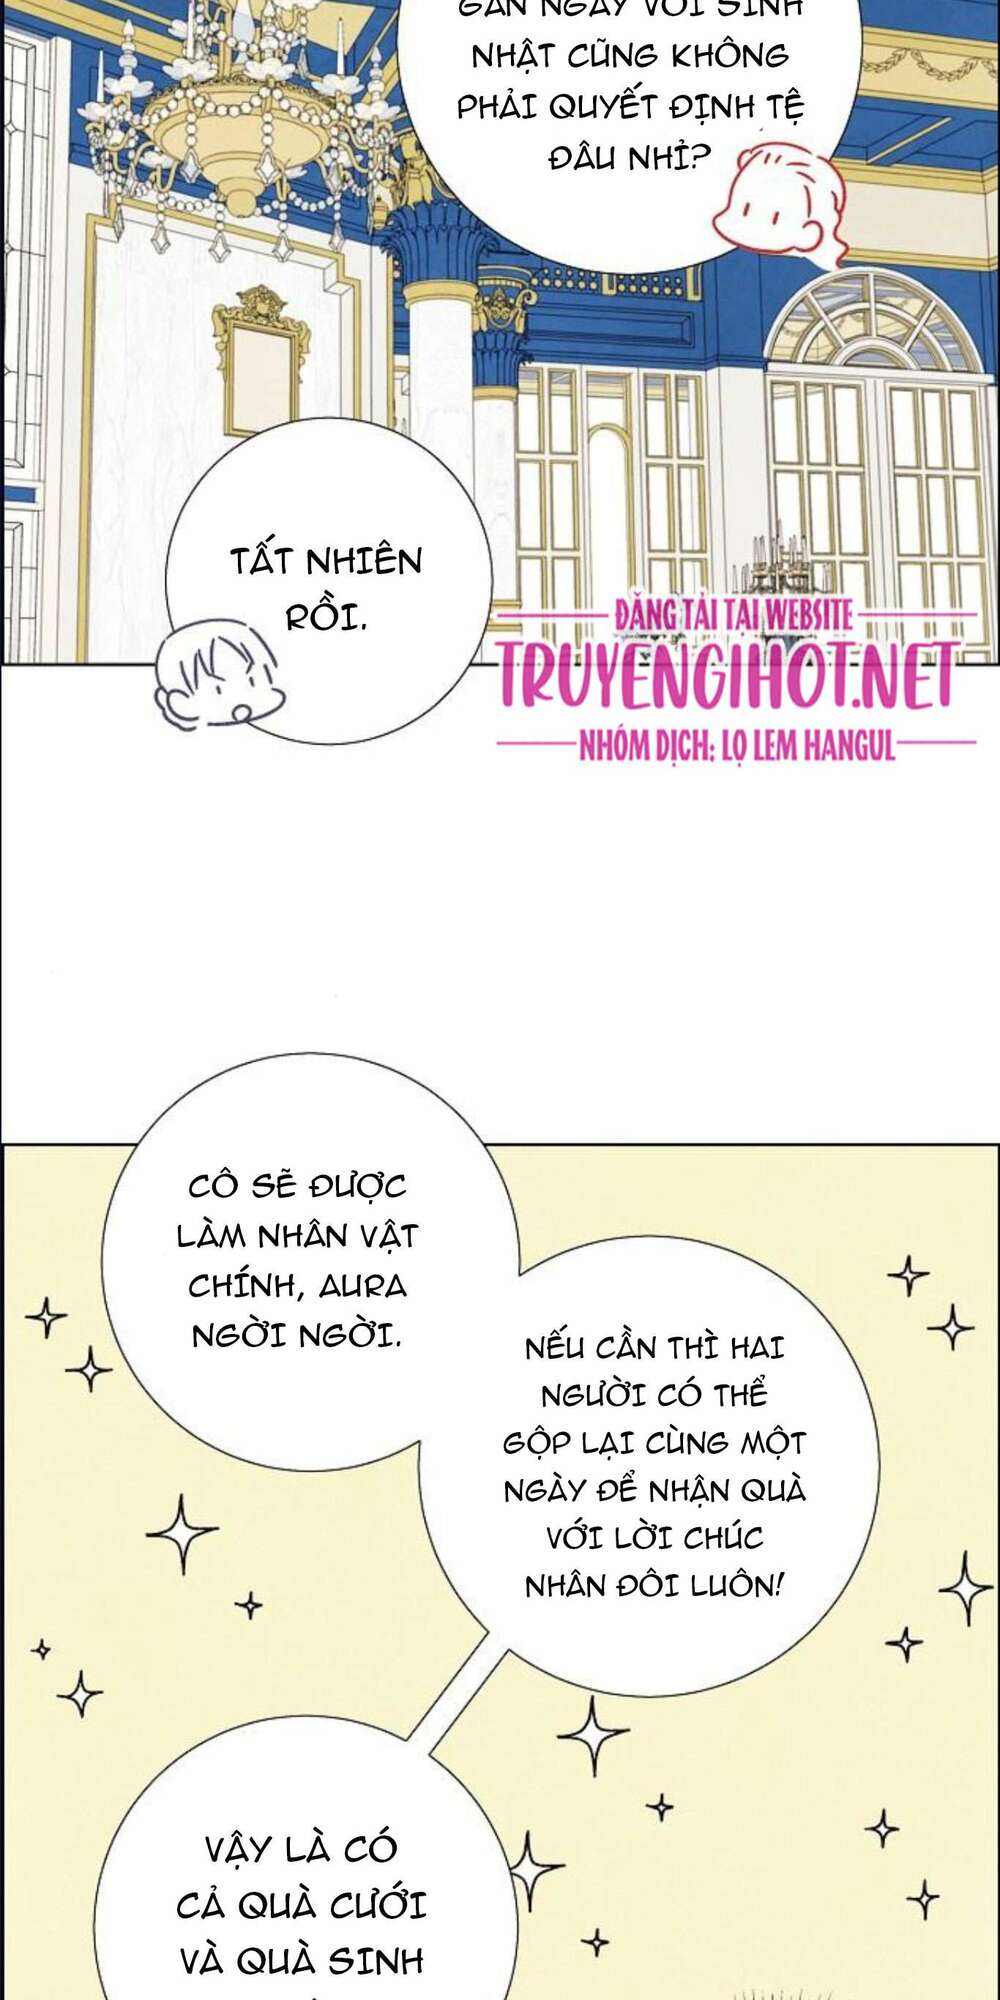 GẦN NGÀY VỚI SINH
NHẬT CŨNG KHÔNG
PHẢI QUYẾT ĐỊNH TỆ
ĐÂU NHỈ?
TẤT NHIÊN
RỒI.
ĐĂNG TẢI TẠI WEBSITE
TRUYENGIHOT.NET
NHÓM DỊCH: LỌ LEM HANGUL
CÔ SẼ ĐƯỢC
LÀM NHÂN VẬT
CHÍNH, AURA
NGỜI NGỜI.
NẾU CẦN THÌ HAI
NGƯỜI CÓ THỂ
GỘP LẠI CÙNG MỘT
NGÀY ĐỂ NHẬN QUÀ
VỚI LỜI CHÚC
NHÂN ĐÔI LUÔN!
VẬY LÀ CÓ
CẢ QUÀ CƯỚI
VÀ QUÀ SINH